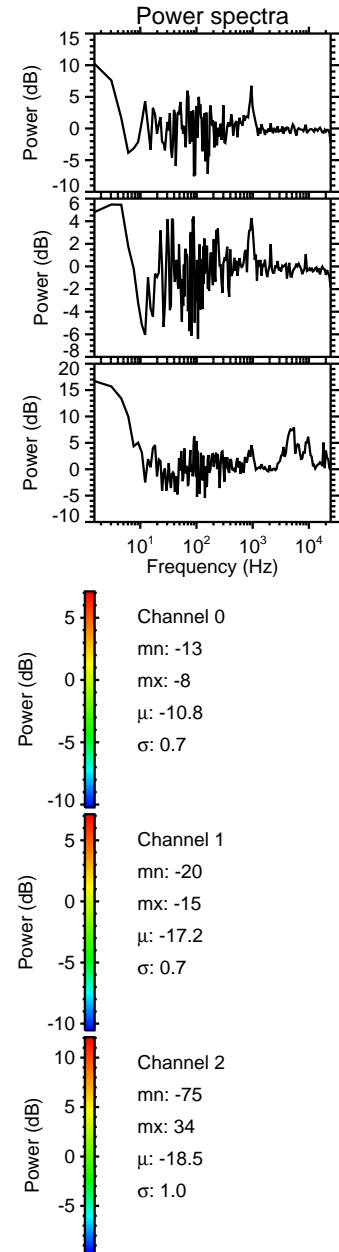 Power spectra
15
10
5
0
-5
-10
Power (dB)
6
4
2
0
-2
-4
-6
-8
Power (dB)
20
15
10
5
0
-5
-10
Power (dB)
10¹ 10² 10³ 10⁴
Frequency (Hz)
5
0
-5
-10
Power (dB)
Channel 0
mn: -13
mx: -8
μ: -10.8
σ: 0.7
5
0
-5
-10
Power (dB)
Channel 1
mn: -20
mx: -15
μ: -17.2
σ: 0.7
10
5
0
-5
Power (dB)
Channel 2
mn: -75
mx: 34
μ: -18.5
σ: 1.0